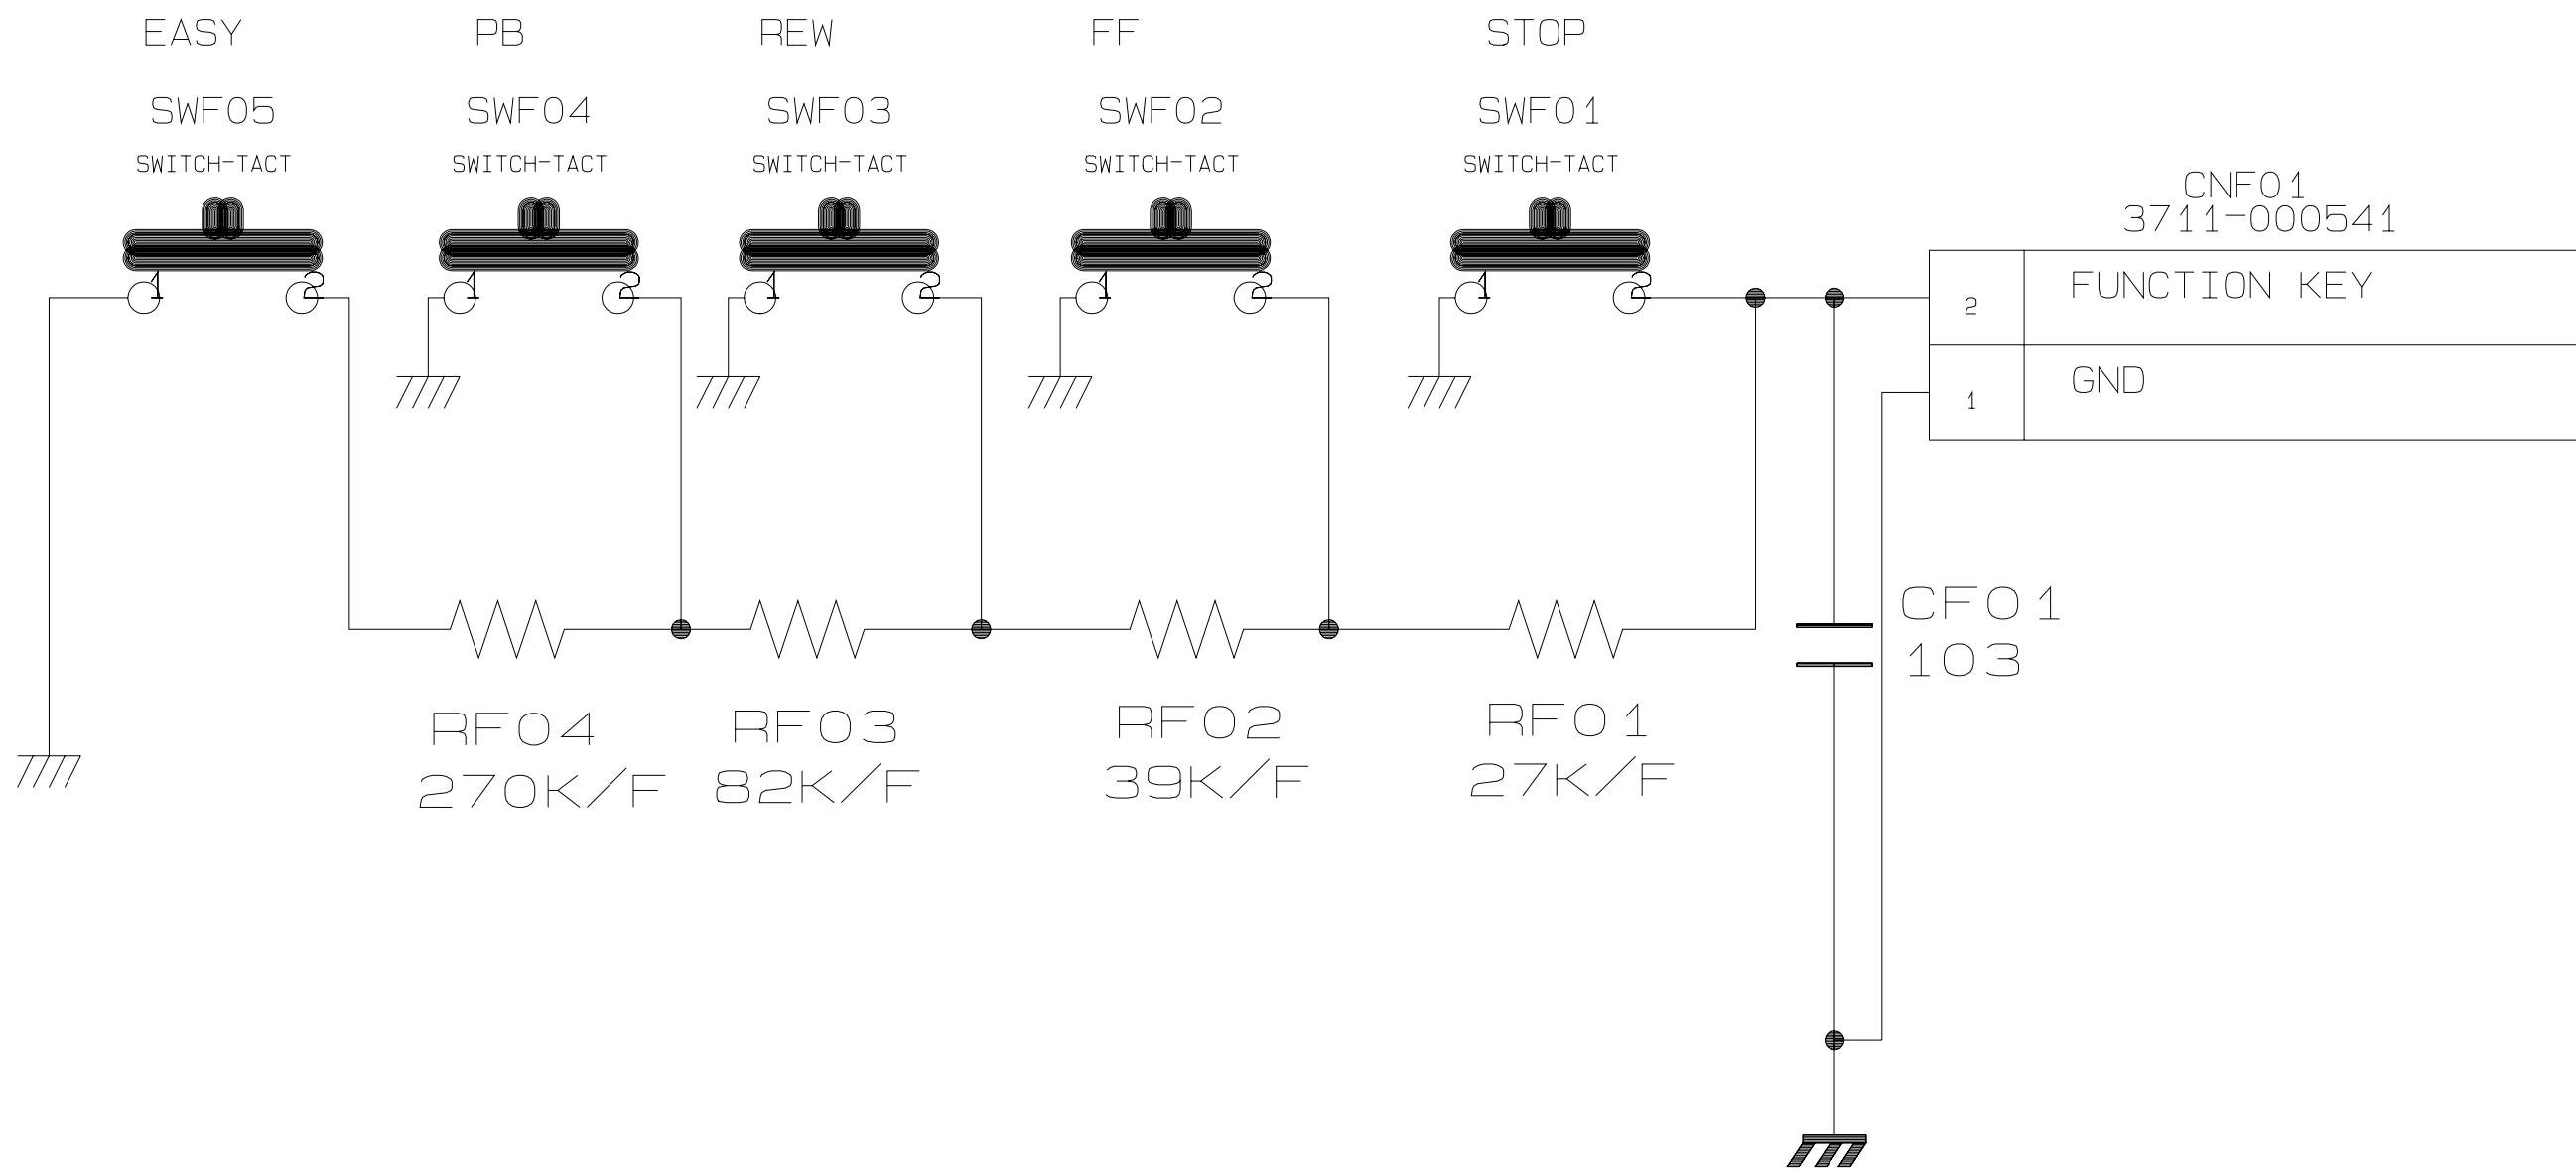 EASY
PB
REW
FF
STOP
SWF05
SWF04
SWF03
SWF02
SWF01
SWITCH-TACT
SWITCH-TACT
SWITCH-TACT
SWITCH-TACT
SWITCH-TACT
CNF01
3711-000541
1
2
1
2
1
2
1
2
1
2
2
FUNCTION KEY
1
GND
CF01
103
RF04
270K/F
RF03
82K/F
RF02
39K/F
RF01
27K/F